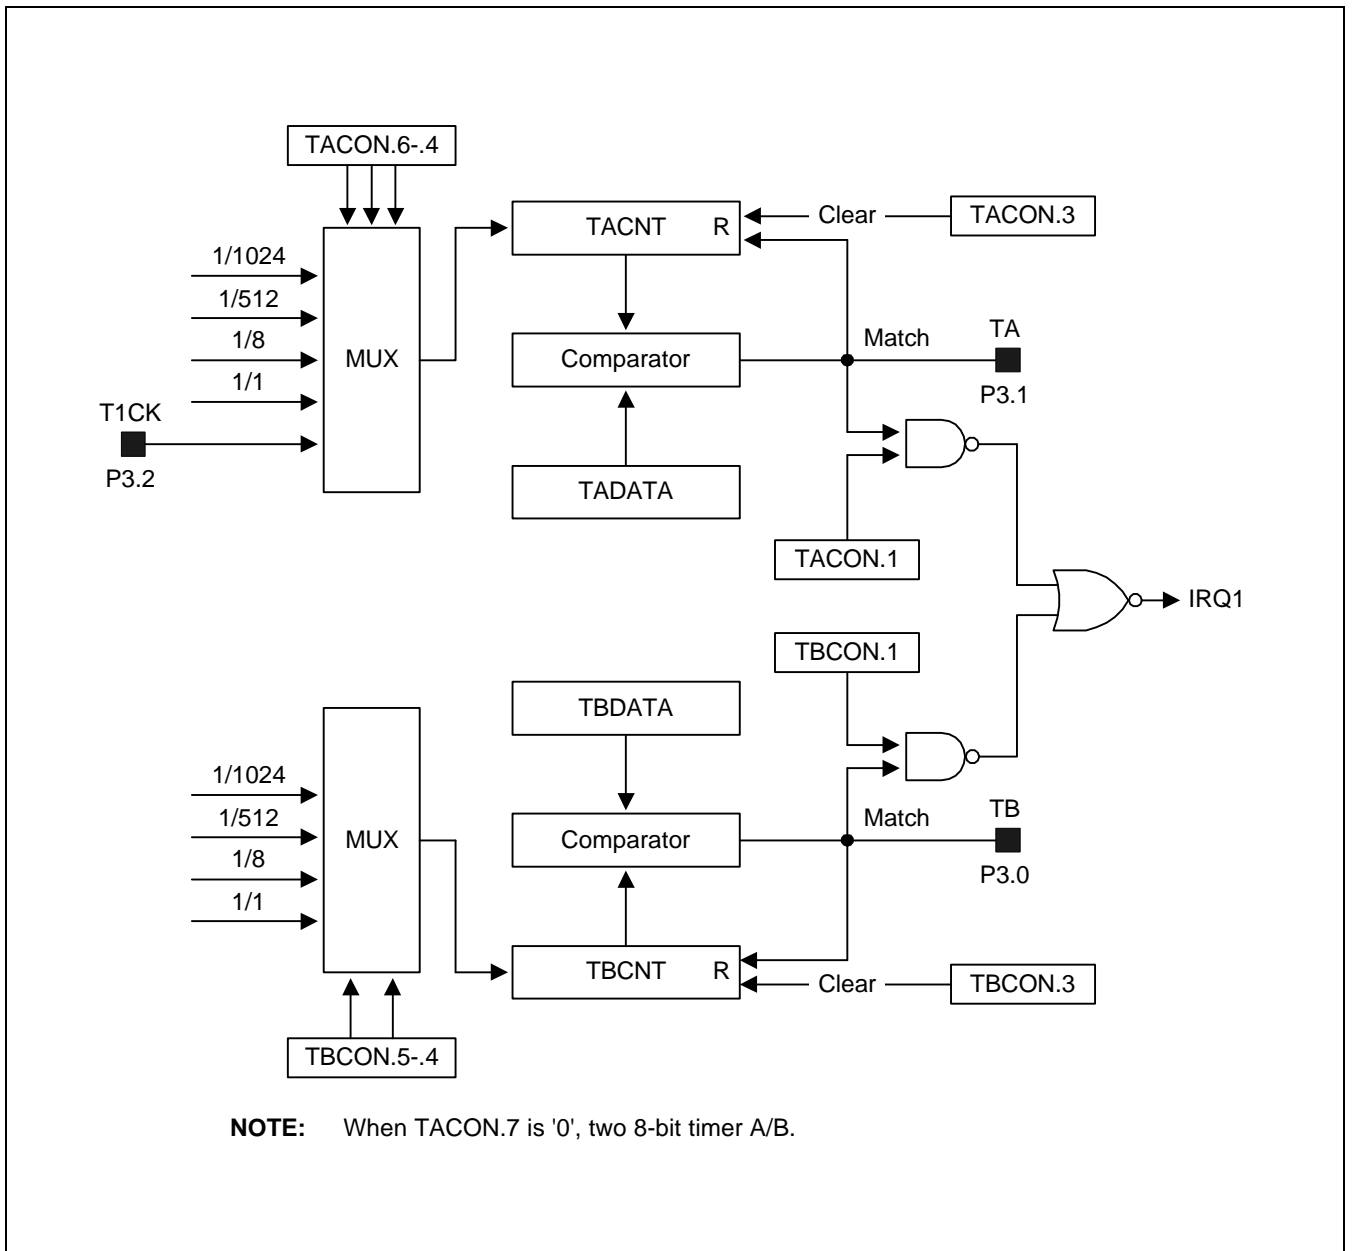 TACON.6-.4
TACNT R
Clear
TACON.3
1/1024
1/512
1/8
1/1
MUX
Comparator
Match
TA
P3.1
T1CK
P3.2
TADATA
TACON.1
IRQ1
TBCON.1
TBDATA
1/1024
1/512
1/8
1/1
MUX
Comparator
Match
TB
P3.0
TBCNT R
Clear
TBCON.3
TBCON.5-.4
NOTE: When TACON.7 is '0', two 8-bit timer A/B.